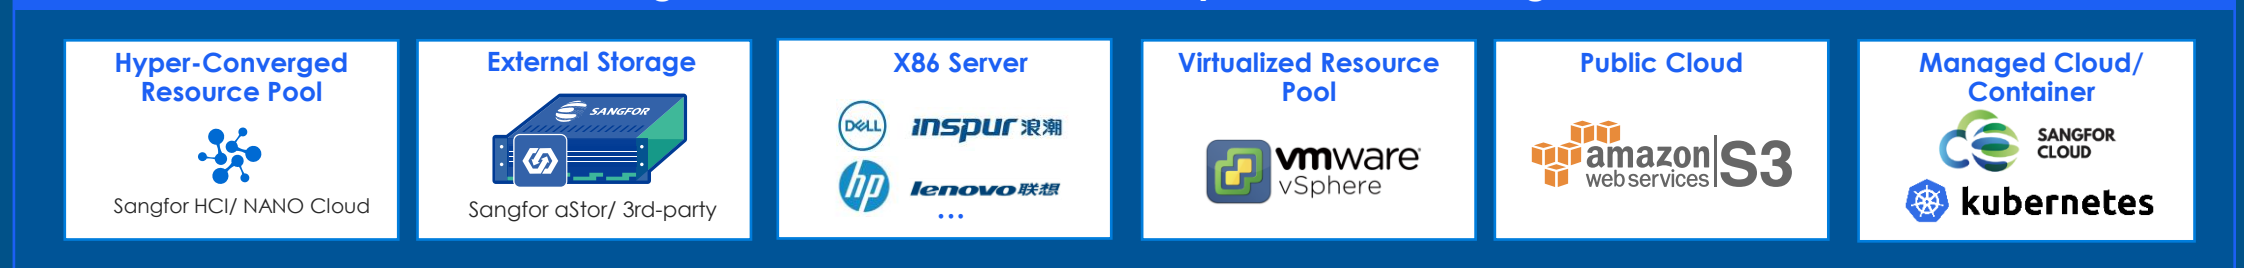 Hyper-Converged
Resource Pool
Sangfor HCI/ NANO Cloud
External Storage
SANGFOR
Sangfor aStor/ 3rd-party
X86 Server
DELL
inspur 浪潮
hp
lenovo 联想
...
Virtualized Resource
Pool
vmware
vSphere
Public Cloud
amazon
web services
S3
Managed Cloud/
Container
SANGFOR
CLOUD
kubernetes